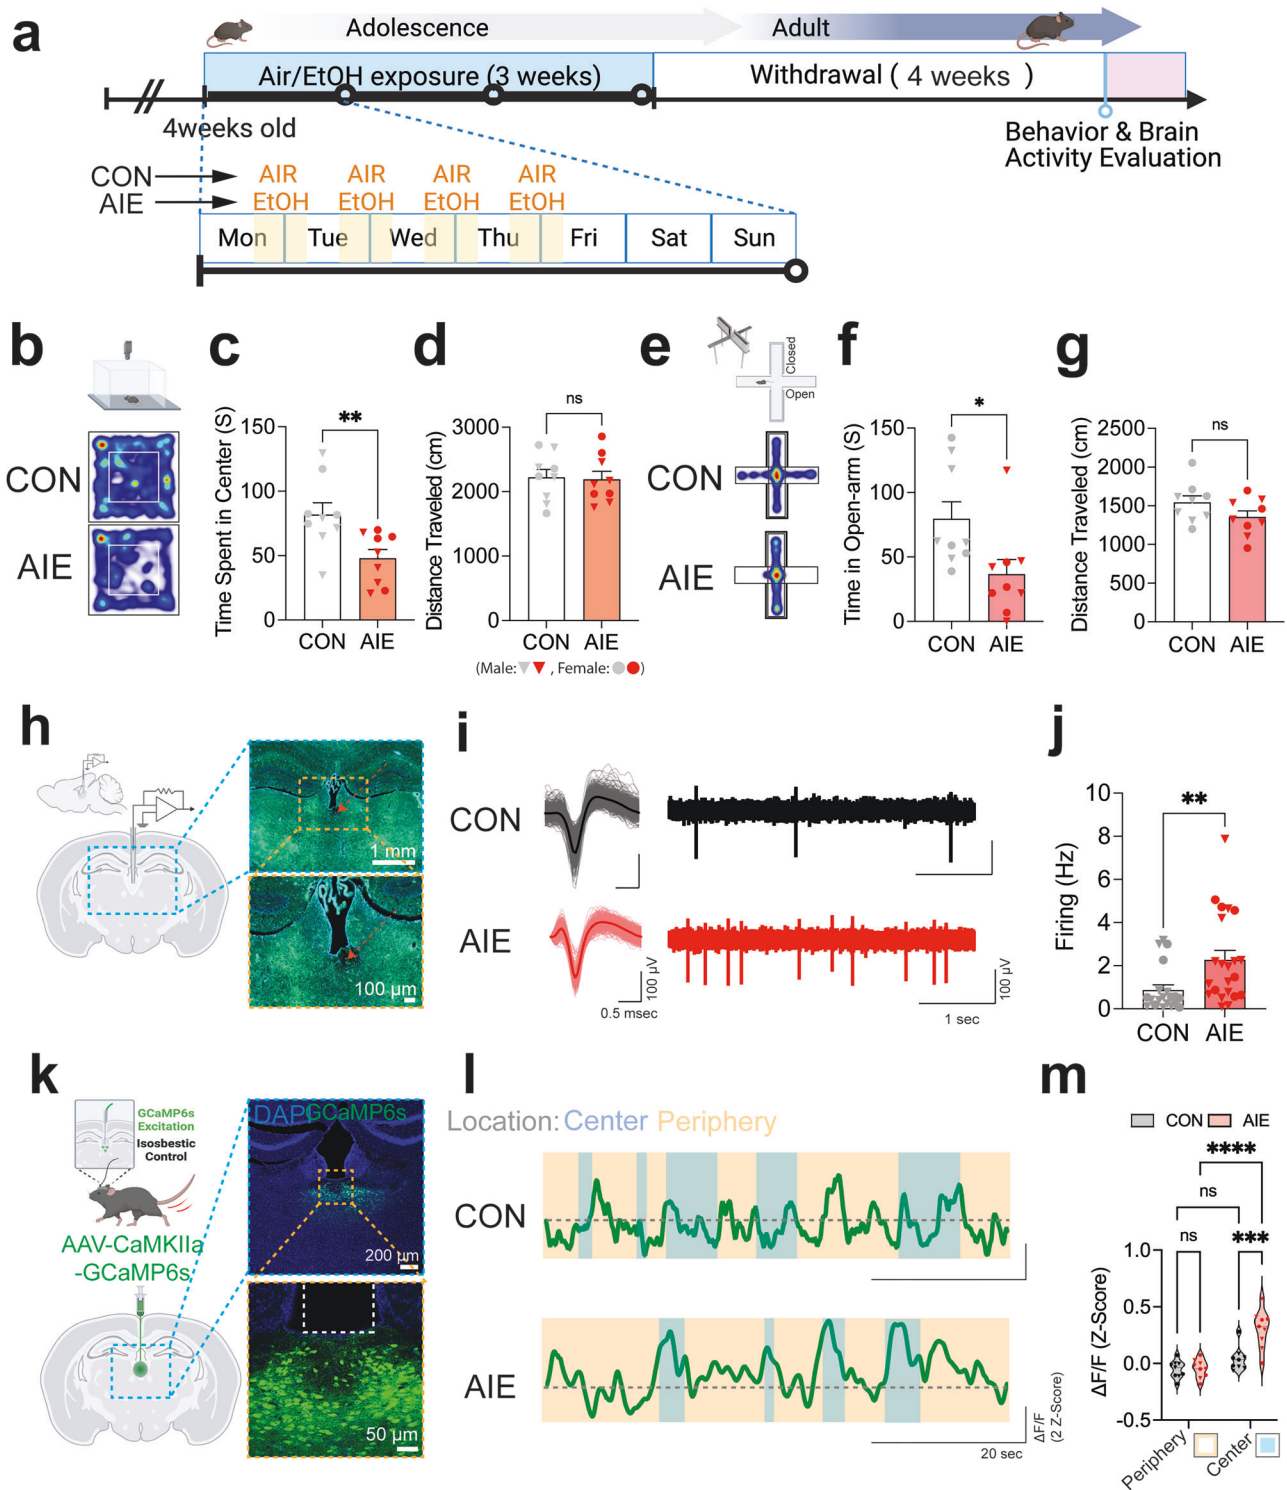 a
Adolescence
Adult
Air/EtOH exposure (3 weeks)
Withdrawal ( 4 weeks )
4weeks old
Behavior & Brain
Activity Evaluation
CON
AIR AIR AIR AIR
AIE
EtOH EtOH EtOH EtOH
Mon Tue Wed Thu Fri Sat Sun
b
CON
AIE
c
Time Spent in Center (S)
150
100
50
0
**
CON AIE
d
Distance Traveled (cm)
3000
2000
1000
0
ns
CON AIE
(Male: , Female: )
e
Closed
Open
CON
AIE
f
Time in Open-arm (S)
150
100
50
0
*
CON AIE
g
Distance Traveled (cm)
2500
2000
1500
1000
500
0
ns
CON AIE
h
1 mm
100 µm
i
CON
AIE
100 µV
0.5 msec
100 µV
1 sec
j
Firing (Hz)
10
8
6
4
2
0
**
CON AIE
k
GCaMP6s
Excitation
Isosbestic
Control
AAV-CaMKIIa
-GCaMP6s
DAPI GCaMP6s
200 µm
50 µm
l
Location: Center Periphery
CON
AIE
ΔF/F
(2 Z-Score)
20 sec
m
CON AIE
****
ns
ns
***
ΔF/F (Z-Score)
1.0
0.5
0.0
-0.5
Periphery
Center